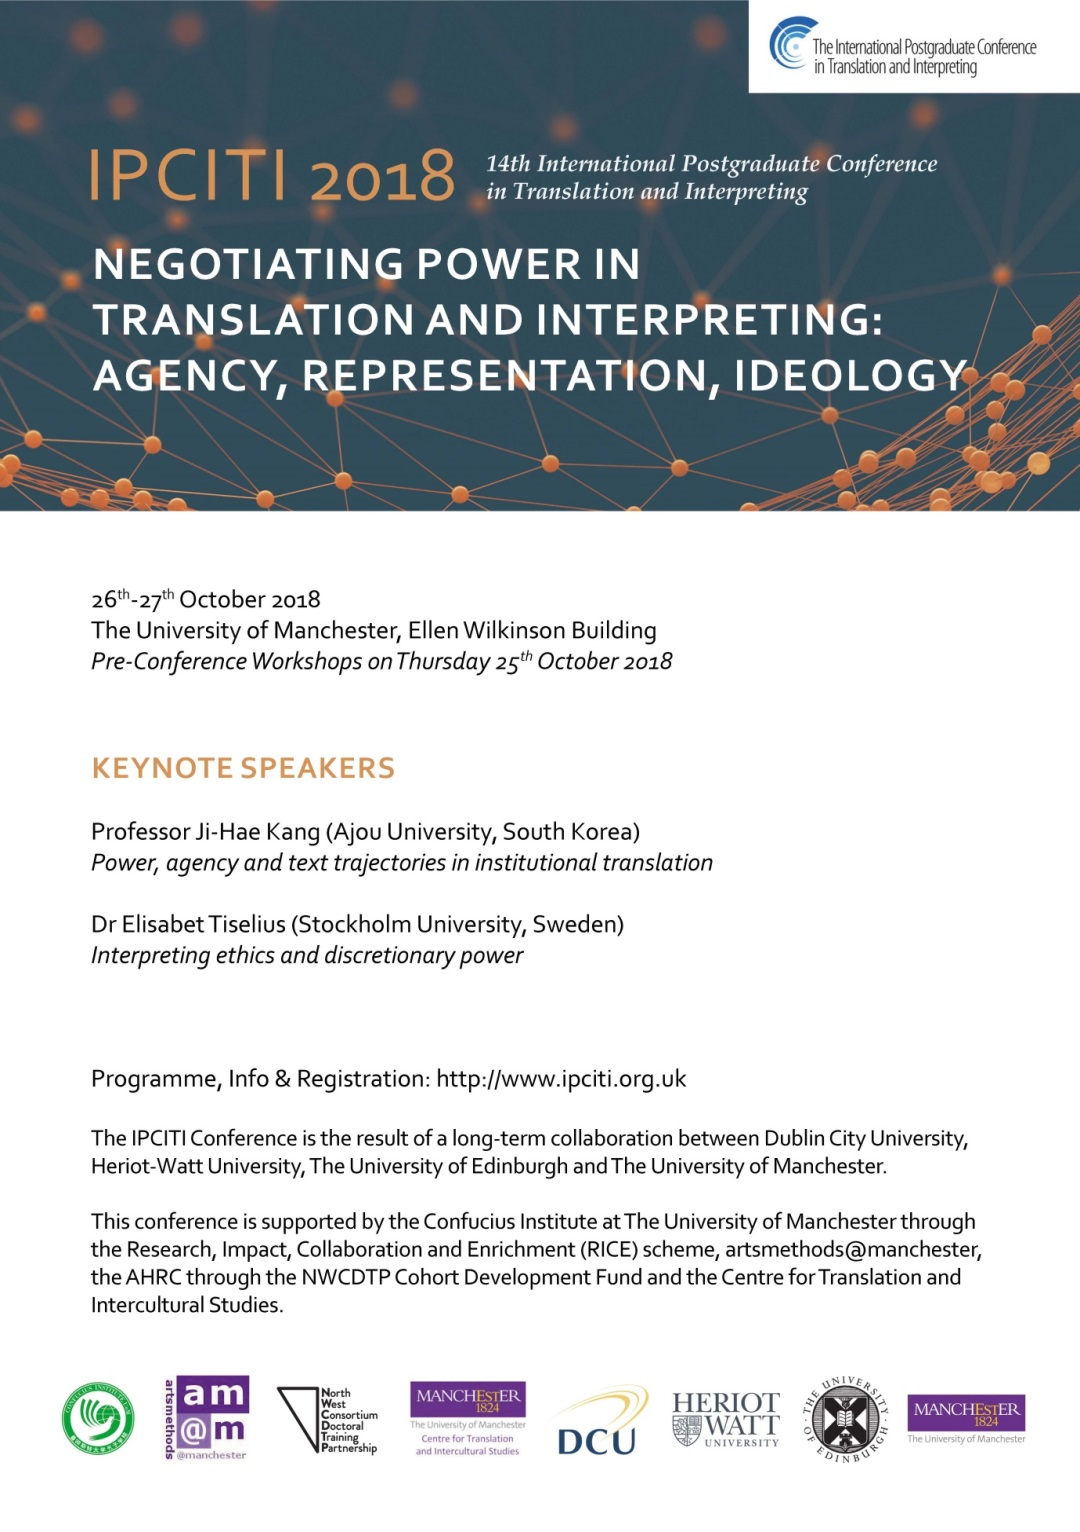 The International Postgraduate Conference
in Translation and Interpreting
IPCITI 2018
14th International Postgraduate Conference
in Translation and Interpreting
NEGOTIATING POWER IN
TRANSLATION AND INTERPRETING:
AGENCY, REPRESENTATION, IDEOLOGY
26th-27th October 2018
The University of Manchester, Ellen Wilkinson Building
Pre-Conference Workshops on Thursday 25th October 2018
KEYNOTE SPEAKERS
Professor Ji-Hae Kang (Ajou University, South Korea)
Power, agency and text trajectories in institutional translation
Dr Elisabet Tiselius (Stockholm University, Sweden)
Interpreting ethics and discretionary power
Programme, Info & Registration: http://www.ipciti.org.uk
The IPCITI Conference is the result of a long-term collaboration between Dublin City University,
Heriot-Watt University, The University of Edinburgh and The University of Manchester.
This conference is supported by the Confucius Institute at The University of Manchester through
the Research, Impact, Collaboration and Enrichment (RICE) scheme, artsmethods@manchester,
the AHRC through the NWCDTP Cohort Development Fund and the Centre for Translation and
Intercultural Studies.
artsmethods
am
@m
@manchester
North
West
Consortium
Doctoral
Training
Partnership
MANCHESTER
1824
The University of Manchester
Centre for Translation
and Intercultural Studies
DCU
HERIOT
WATT
UNIVERSITY
THE UNIVERSITY OF EDINBURGH
MANCHESTER
1824
The University of Manchester